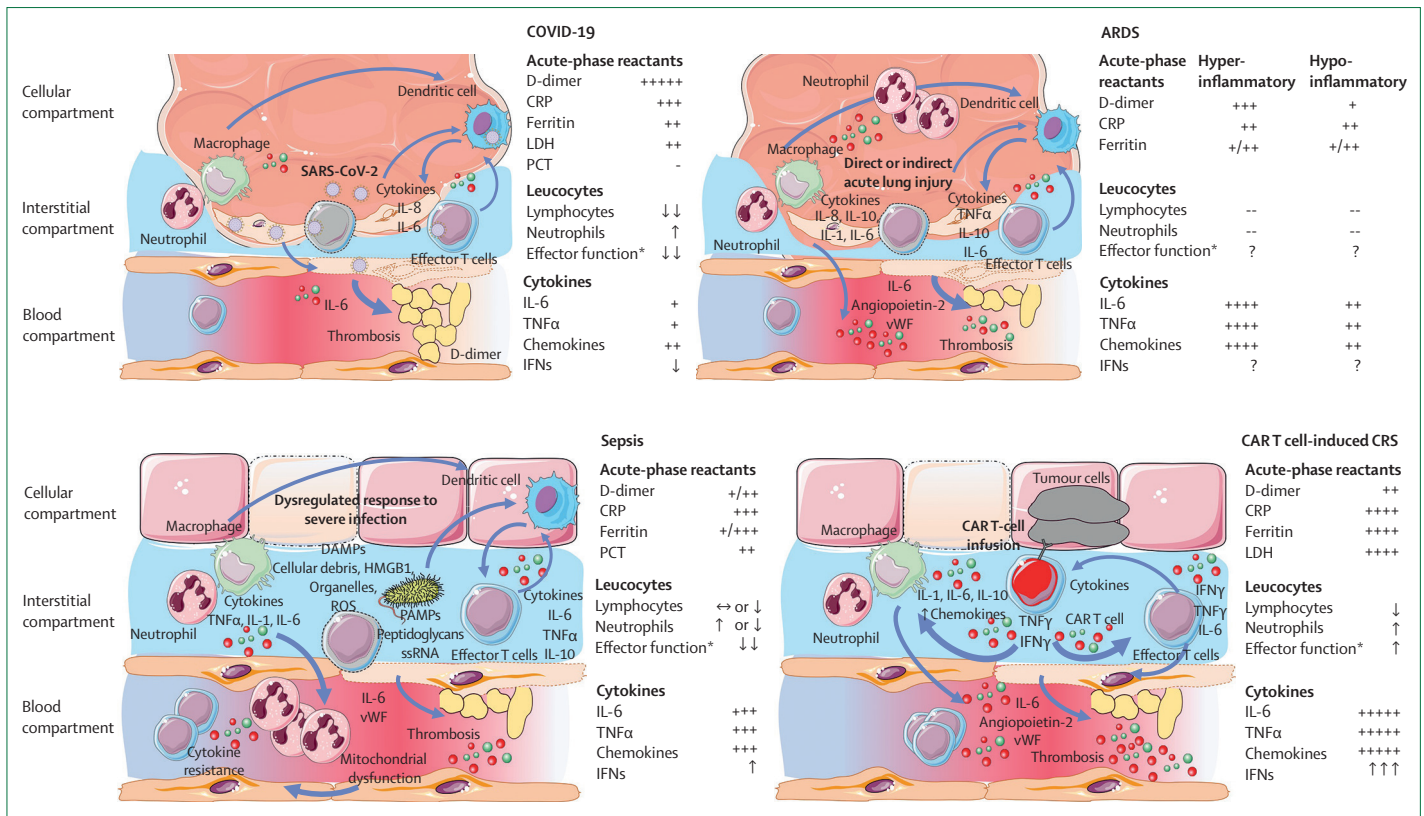 COVID-19
Cellular compartment
Interstitial compartment
Blood compartment
Macrophage
Dendritic cell
SARS-CoV-2
Cytokines
IL-8
IL-6
Neutrophil
Effector T cells
IL-6
Thrombosis
D-dimer
Acute-phase reactants
D-dimer +++++
CRP +++
Ferritin ++
LDH ++
PCT -
Leucocytes
Lymphocytes ↓↓
Neutrophils ↑
Effector function* ↓↓
Cytokines
IL-6 +
TNFα +
Chemokines ++
IFNs ↓
ARDS
Neutrophil
Dendritic cell
Macrophage
Direct or indirect
acute lung injury
Cytokines
IL-8, IL-10,
IL-1, IL-6
Cytokines
TNFα
IL-10
IL-6
Neutrophil
Effector T cells
IL-6
Angiopoietin-2
vWF
Thrombosis
Acute-phase reactants Hyper-inflammatory Hypo-inflammatory
D-dimer +++ +
CRP ++ ++
Ferritin +/++ +/++
Leucocytes
Lymphocytes -- --
Neutrophils -- --
Effector function* ? ?
Cytokines
IL-6 ++++ ++
TNFα ++++ ++
Chemokines ++++ ++
IFNs ? ?
Sepsis
Cellular compartment
Interstitial compartment
Blood compartment
Dendritic cell
Dysregulated response to
severe infection
Macrophage
DAMPs
Cellular debris, HMGB1,
Organelles,
ROS
Cytokines
TNFα, IL-1, IL-6
Neutrophil
PAMPs
Peptidoglycans
ssRNA
Cytokines
IL-6
TNFα
IL-10
Effector T cells
IL-6
vWF
Thrombosis
Cytokine
resistance
Mitochondrial
dysfunction
Acute-phase reactants
D-dimer +/++
CRP +++
Ferritin +/+++
PCT ++
Leucocytes
Lymphocytes ↔ or ↓
Neutrophils ↑ or ↓
Effector function* ↓↓
Cytokines
IL-6 +++
TNFα +++
Chemokines +++
IFNs ↑
CAR T cell-induced CRS
Tumour cells
Macrophage
CAR T-cell
infusion
Cytokines
IL-1, IL-6, IL-10
↑Chemokines
TNFγ
IFNγ
CAR T cell
IFNγ
TNFγ
IL-6
Neutrophil
Effector T cells
IL-6
Angiopoietin-2
vWF
Thrombosis
Acute-phase reactants
D-dimer ++
CRP ++++
Ferritin ++++
LDH ++++
Leucocytes
Lymphocytes ↓
Neutrophils ↑
Effector function* ↑
Cytokines
IL-6 +++++
TNFα +++++
Chemokines +++++
IFNs ↑↑↑